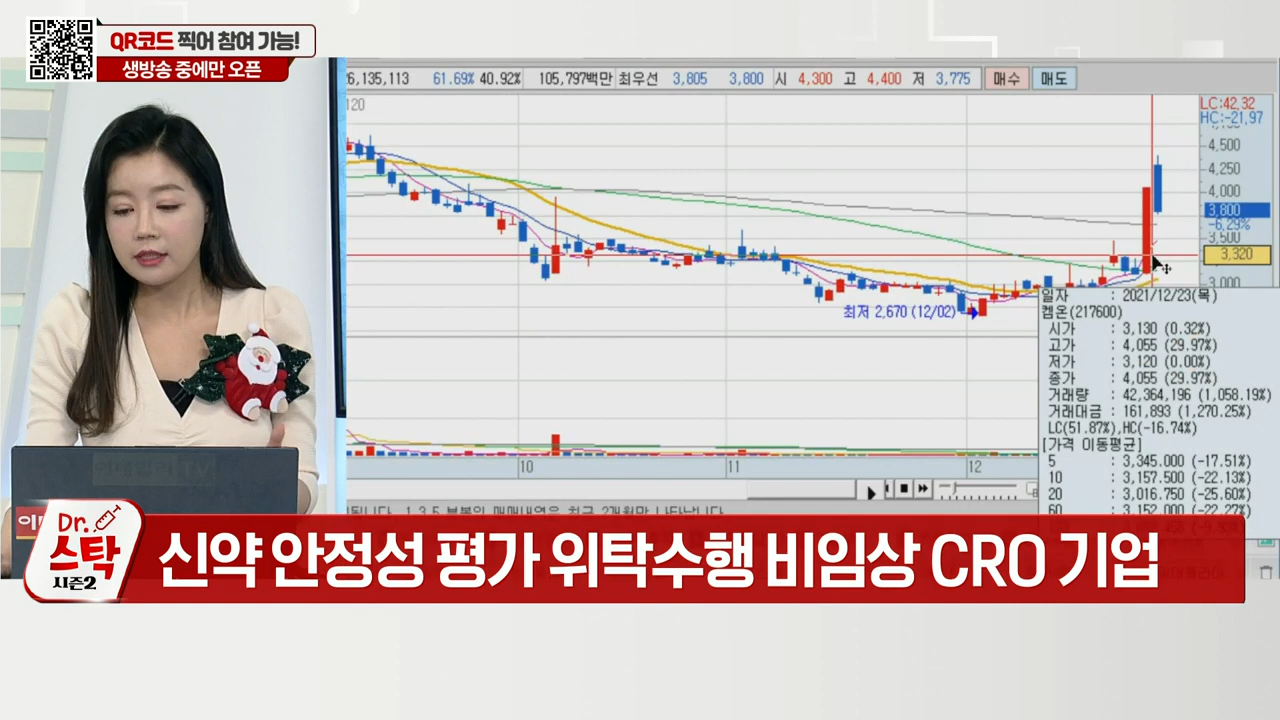 QR코드 찍어 참여 가능!
생방송 중에만 오픈
26,135,113 61.69% 40.92% 105,797백만 최우선 3,805 3,800 시 4,300 고 4,400 저 3,775 매수 매도
120
LC:42,32
HC:-21,97
4,500
4,250
4,000
3,800
-6,29%
3,500
3,320
3,000
최저 2,670 (12/02)
일자 : 2021/12/23(목)
켐온(217600)
시가 : 3,130 (0.32%)
고가 : 4,055 (29.97%)
저가 : 3,120 (0.00%)
종가 : 4,055 (29.97%)
거래량 : 42,364,196 (1,058.19%)
거래대금 : 161,893 (1,270.25%)
LC(51.87%),HC(-16.74%)
[가격 이동평균]
5 : 3,345.000 (-17.51%)
10 : 3,157.500 (-22.13%)
20 : 3,016.750 (-25.60%)
60 : 3,152.000 (-22.27%)
10
11
12
Dr.
스탁
시즌2
신약 안정성 평가 위탁수행 비임상 CRO 기업